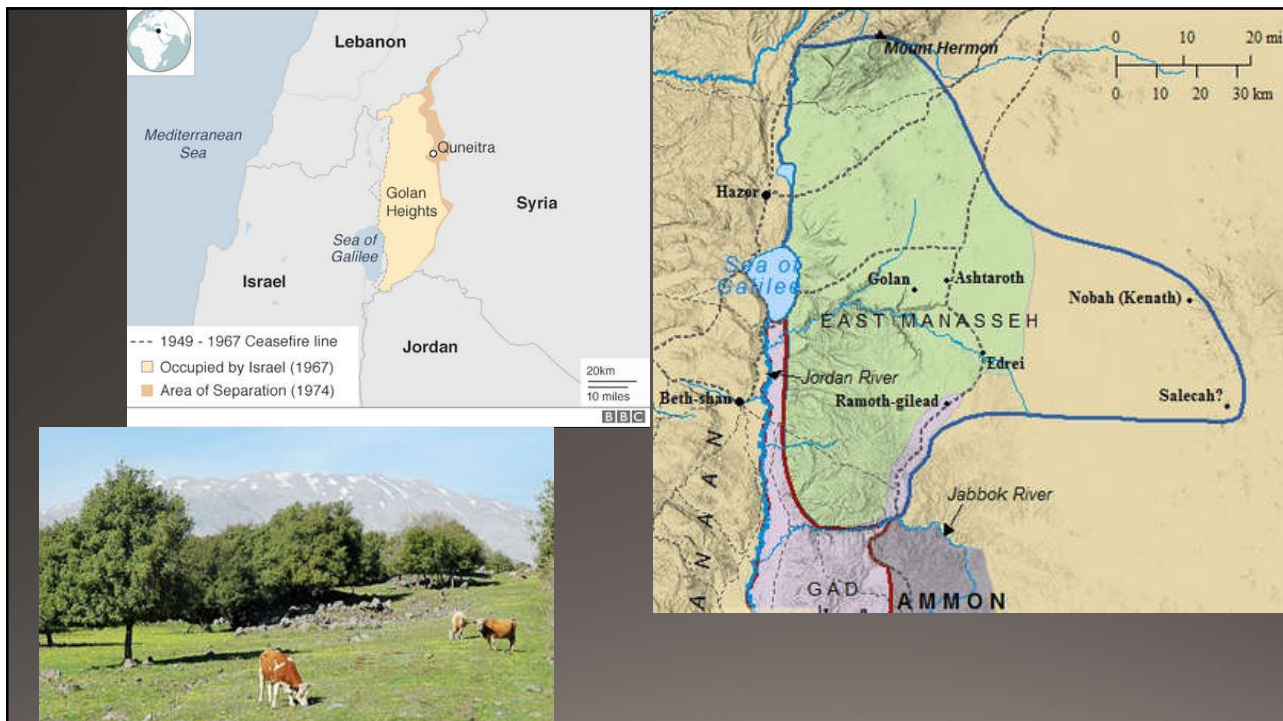 Lebanon
Mediterranean
Sea
Quneitra
Golan
Heights
Syria
Sea of
Galilee
Israel
Jordan
1949 - 1967 Ceasefire line
Occupied by Israel (1967)
Area of Separation (1974)
20km
10 miles
BBC
Mount Hermon
0 10 20 mi
0 10 20 30 km
Hazor
Sea of
Galilee
Golan
Ashtaroth
Nobah (Kenath)
EAST MANASSEH
Edrei
Jordan River
Beth-shan
Ramoth-gilead
Salecah?
CANAAN
Jabbok River
GAD
AMMON